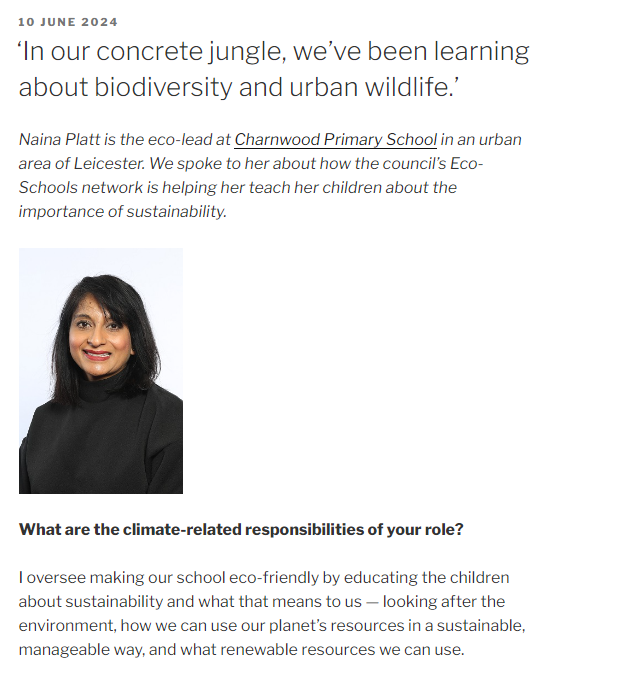 10 JUNE 2024
‘In our concrete jungle, we’ve been learning
about biodiversity and urban wildlife.’
Naina Platt is the eco-lead at Charnwood Primary School in an urban
area of Leicester. We spoke to her about how the council’s Eco-
Schools network is helping her teach her children about the
importance of sustainability.
What are the climate-related responsibilities of your role?
I oversee making our school eco-friendly by educating the children
about sustainability and what that means to us — looking after the
environment, how we can use our planet’s resources in a sustainable,
manageable way, and what renewable resources we can use.